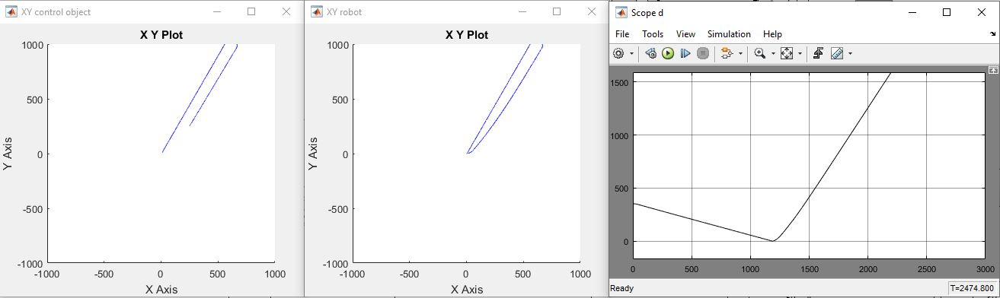 XY control object
X Y Plot
1000
500
0
-500
-1000
-1000 -500 0 500 1000
X Axis
Y Axis
XY robot
X Y Plot
1000
500
0
-500
-1000
-1000 -500 0 500 1000
X Axis
Y Axis
Scope d
File Tools View Simulation Help
1500
1000
500
0
0 500 1000 1500 2000 2500 3000
Ready T=2474.800